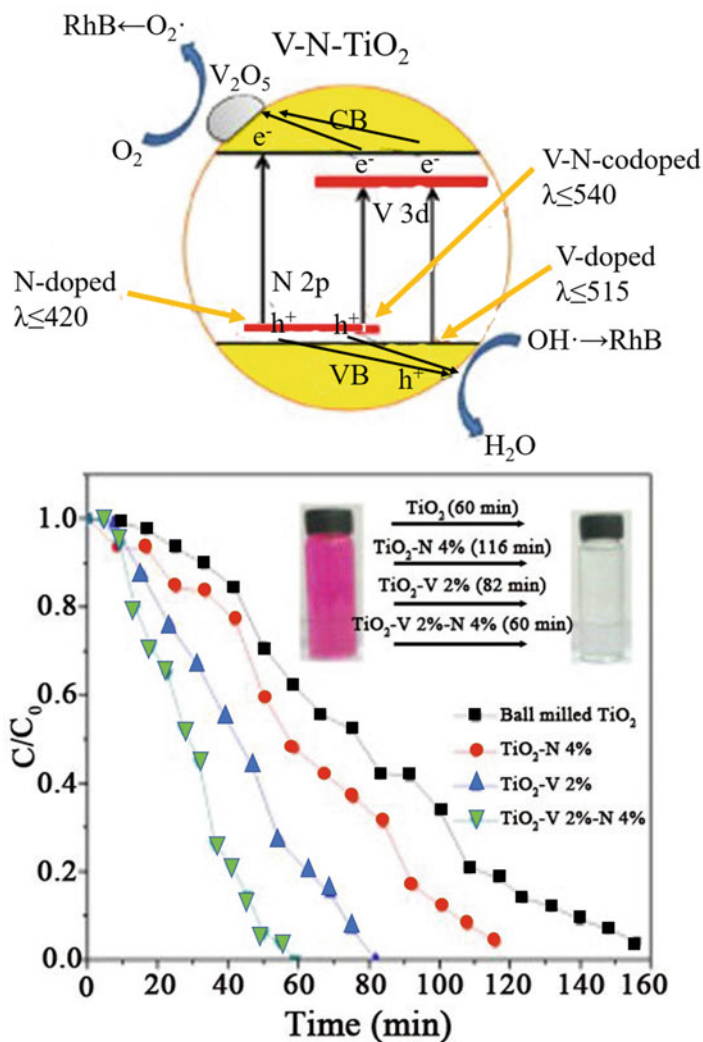 RhB←O₂·
V-N-TiO₂
V₂O₅
CB
O₂
e⁻
e⁻ e⁻
V-N-codoped
λ≤540
V 3d
N-doped
λ≤420
N 2p
V-doped
λ≤515
h⁺ h⁺
VB
h⁺
OH·→RhB
H₂O
TiO₂ (60 min)
TiO₂-N 4% (116 min)
TiO₂-V 2% (82 min)
TiO₂-V 2%-N 4% (60 min)
1.0
0.8
0.6
0.4
0.2
0.0
C/C₀
Ball milled TiO₂
TiO₂-N 4%
TiO₂-V 2%
TiO₂-V 2%-N 4%
0 20 40 60 80 100 120 140 160
Time (min)